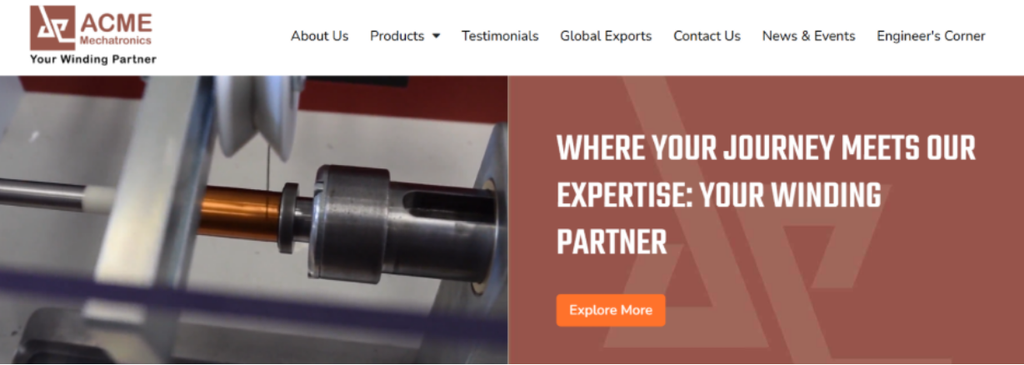 ACME
Mechatronics
Your Winding Partner
About Us Products Testimonials Global Exports Contact Us News & Events Engineer's Corner
WHERE YOUR JOURNEY MEETS OUR
EXPERTISE: YOUR WINDING
PARTNER
Explore More